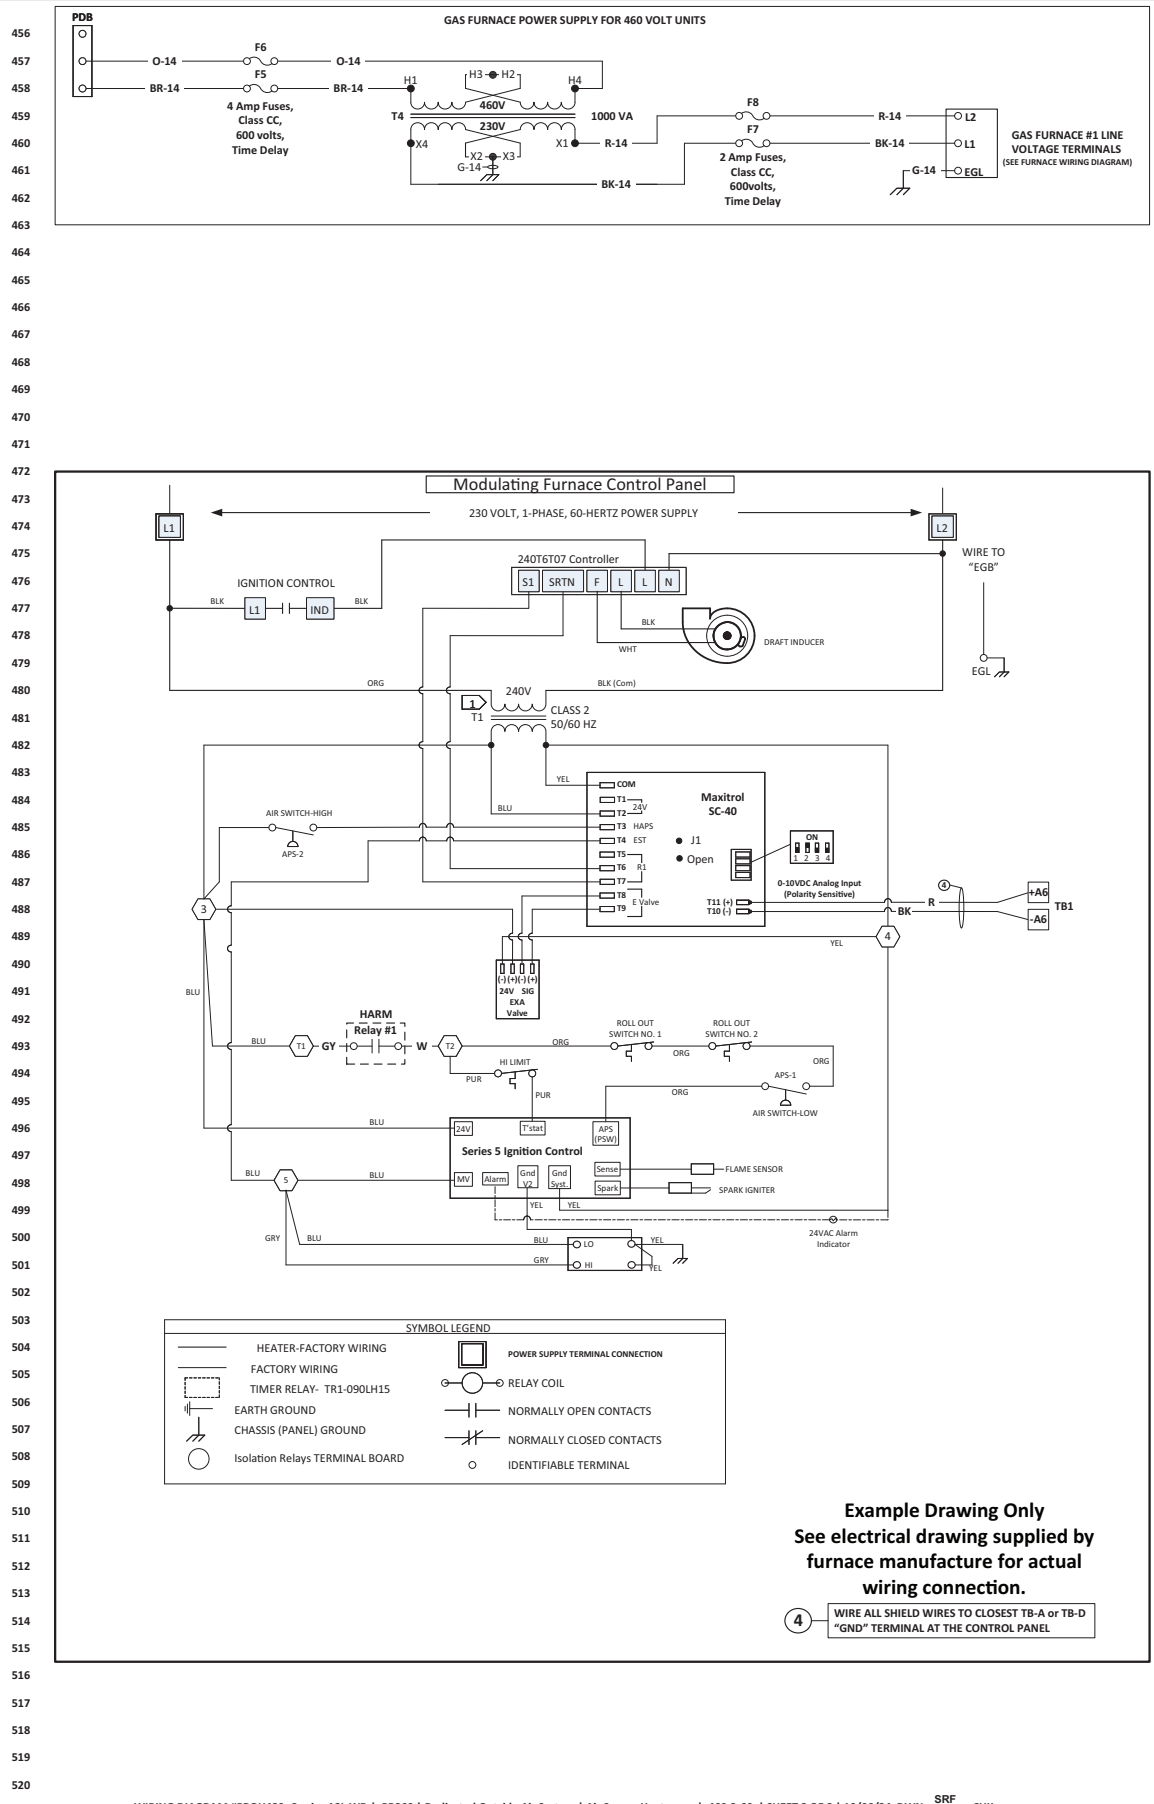 GAS FURNACE POWER SUPPLY FOR 460 VOLT UNITS
PDB
456
457
458
459
460
461
462
463
464
465
466
467
468
469
470
471
472
473
474
475
476
477
478
479
480
481
482
483
484
485
486
487
488
489
490
491
492
493
494
495
496
497
498
499
500
501
502
503
504
505
506
507
508
509
510
511
512
513
514
515
516
517
518
519
520
O-14
F6
O-14
BR-14
F5
BR-14
4 Amp Fuses,
Class CC,
600 volts,
Time Delay
H1
H3
H2
H4
460V
T4
1000 VA
230V
X4
X2
X3
X1
G-14
R-14
BK-14
F8
F7
2 Amp Fuses,
Class CC,
600volts,
Time Delay
R-14
L2
BK-14
L1
G-14
EGL
GAS FURNACE #1 LINE
VOLTAGE TERMINALS
(SEE FURNACE WIRING DIAGRAM)
Modulating Furnace Control Panel
230 VOLT, 1-PHASE, 60-HERTZ POWER SUPPLY
L1
L2
WIRE TO
"EGB"
EGL
240T6T07 Controller
S1
SRTN
F
L
L
N
IGNITION CONTROL
BLK
L1
IND
BLK
BLK
WHT
DRAFT INDUCER
ORG
240V
BLK (Com)
1
T1
CLASS 2
50/60 HZ
YEL
BLU
COM
T1
24V
T2
T3 HAPS
T4 EST
T5
T6 R1
T7
T8
E Valve
T9
Maxitrol
SC-40
J1
Open
ON
1 2 3 4
0-10VDC Analog Input
(Polarity Sensitive)
T11 (+)
T10 (-)
4
R
BK
+A6
-A6
TB1
AIR SWITCH-HIGH
APS-2
3
4
YEL
(-) (+) (-) (+)
24V SIG
EXA
Valve
BLU
HARM
Relay #1
BLU
T1
GY
W
T2
ORG
ROLL OUT
SWITCH NO. 1
ROLL OUT
SWITCH NO. 2
ORG
ORG
HI LIMIT
PUR
PUR
APS-1
ORG
AIR SWITCH-LOW
BLU
24V
T'stat
APS
(PSW)
Series 5 Ignition Control
BLU
5
BLU
MV
Alarm
Gnd
V2
Gnd
Syst.
Sense
Spark
FLAME SENSOR
SPARK IGNITER
YEL
YEL
24VAC Alarm
Indicator
GRY
BLU
BLU
LO
YEL
GRY
HI
YEL
SYMBOL LEGEND
HEATER-FACTORY WIRING
FACTORY WIRING
TIMER RELAY- TR1-090LH15
EARTH GROUND
CHASSIS (PANEL) GROUND
Isolation Relays TERMINAL BOARD
POWER SUPPLY TERMINAL CONNECTION
RELAY COIL
NORMALLY OPEN CONTACTS
NORMALLY CLOSED CONTACTS
IDENTIFIABLE TERMINAL
Example Drawing Only
See electrical drawing supplied by
furnace manufacture for actual
wiring connection.
4
WIRE ALL SHIELD WIRES TO CLOSEST TB-A or TB-D
"GND" TERMINAL AT THE CONTROL PANEL
SRF